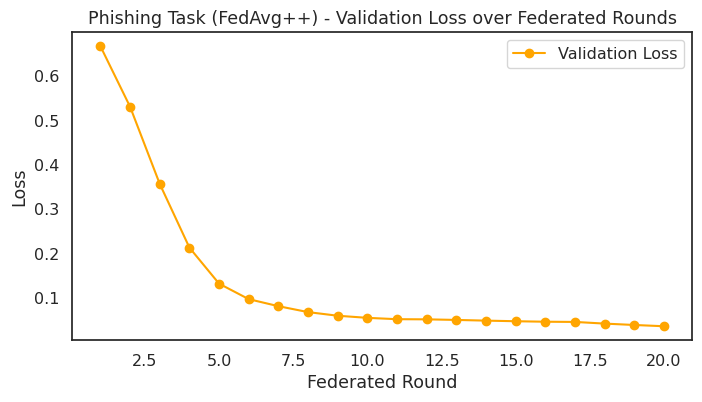 Phishing Task (FedAvg++) - Validation Loss over Federated Rounds
Validation Loss
Loss
0.6
0.5
0.4
0.3
0.2
0.1
2.5 5.0 7.5 10.0 12.5 15.0 17.5 20.0
Federated Round